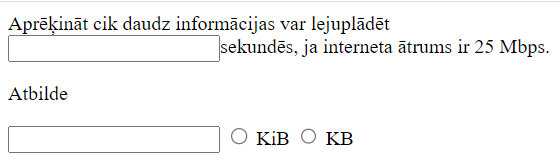 Aprēķināt cik daudz informācijas var lejuplādēt
sekundēs, ja interneta ātrums ir 25 Mbps.
Atbilde
KiB KB